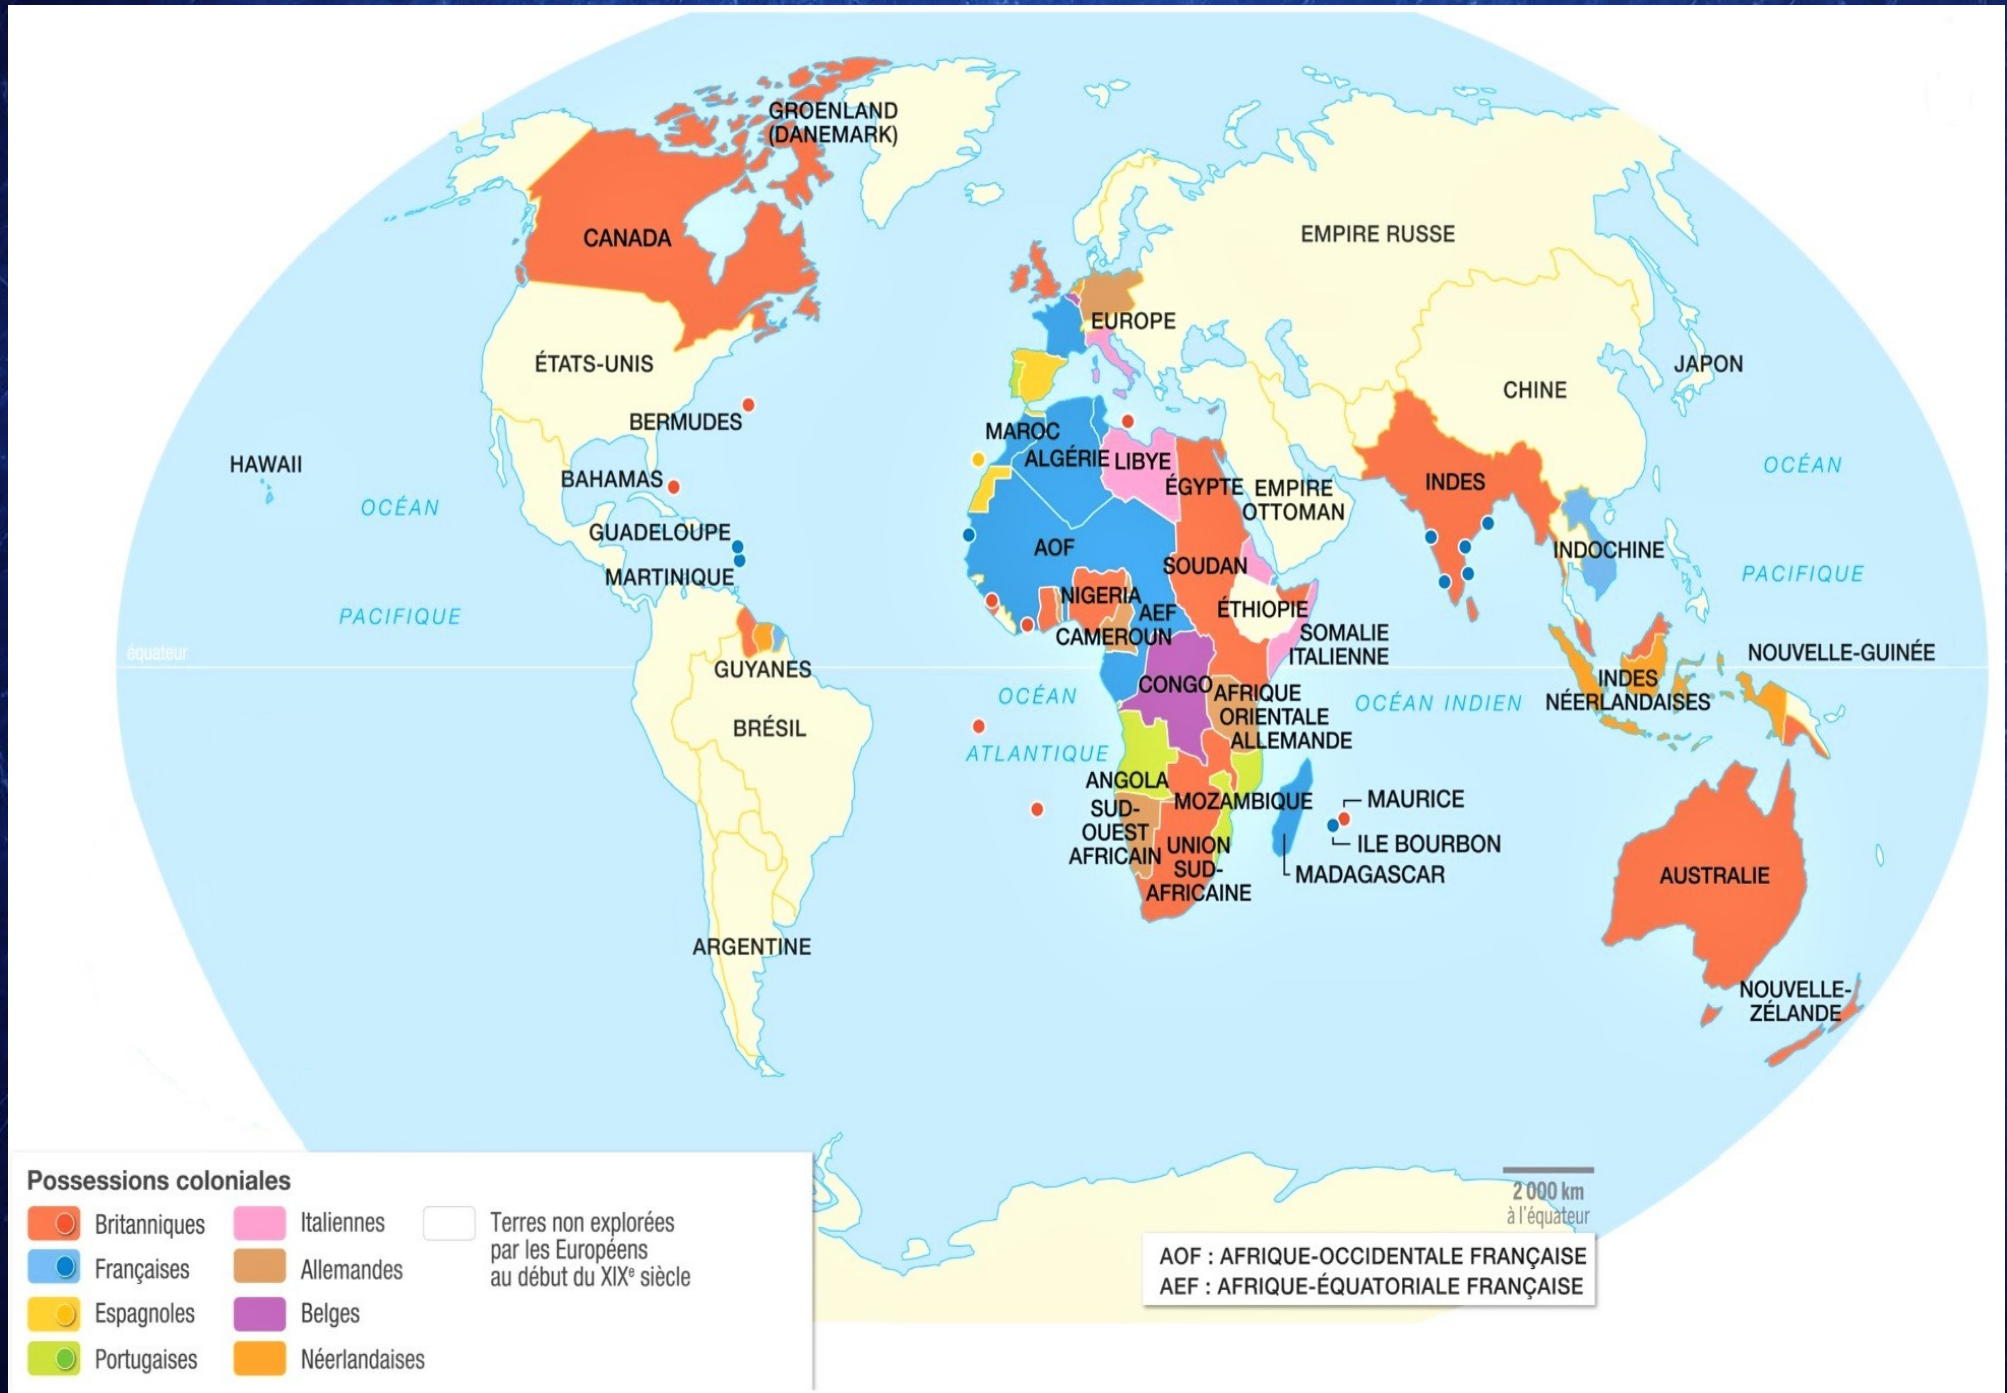 GROENLAND
(DANEMARK)
CANADA
EMPIRE RUSSE
EUROPE
ÉTATS-UNIS
JAPON
CHINE
BERMUDES
MAROC
ALGÉRIE
LIBYE
HAWAII
OCÉAN
PACIFIQUE
BAHAMAS
ÉGYPTE
EMPIRE
OTTOMAN
INDES
OCÉAN
PACIFIQUE
GUADELOUPE
MARTINIQUE
AOF
SOUDAN
INDOCHINE
NIGERIA
AEF
CAMEROUN
ÉTHIOPIE
SOMALIE
ITALIENNE
équateur
GUYANES
NOUVELLE-GUINÉE
INDES
NÉERLANDAISES
OCÉAN
ATLANTIQUE
CONGO
AFRIQUE
ORIENTALE
ALLEMANDE
OCÉAN INDIEN
BRÉSIL
ANGOLA
MOZAMBIQUE
SUD-
OUEST
AFRICAIN
UNION
SUD-
AFRICAINE
MAURICE
ILE BOURBON
MADAGASCAR
AUSTRALIE
ARGENTINE
NOUVELLE-
ZÉLANDE
Possessions coloniales
Britanniques
Françaises
Espagnoles
Portugaises
Italiennes
Allemandes
Belges
Néerlandaises
Terres non explorées
par les Européens
au début du XIXe siècle
2 000 km
à l'équateur
AOF : AFRIQUE-OCCIDENTALE FRANÇAISE
AEF : AFRIQUE-ÉQUATORIALE FRANÇAISE